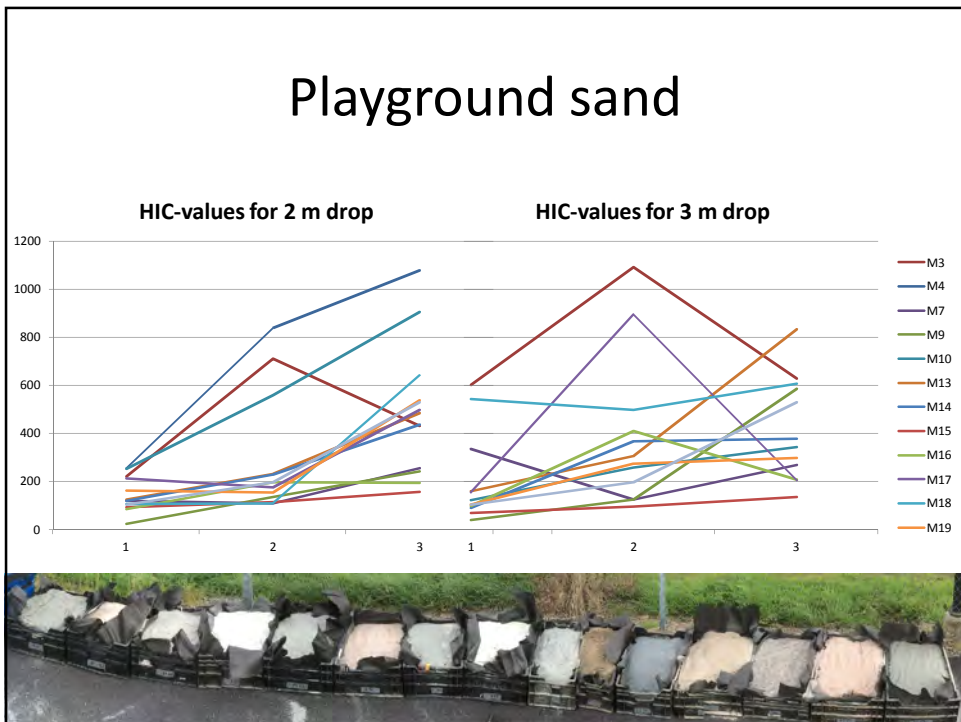 Playground sand
HIC-values for 2 m drop
HIC-values for 3 m drop
1200
1000
800
600
400
200
0
1
2
3
1
2
3
M3
M4
M7
M9
M10
M13
M14
M15
M16
M17
M18
M19